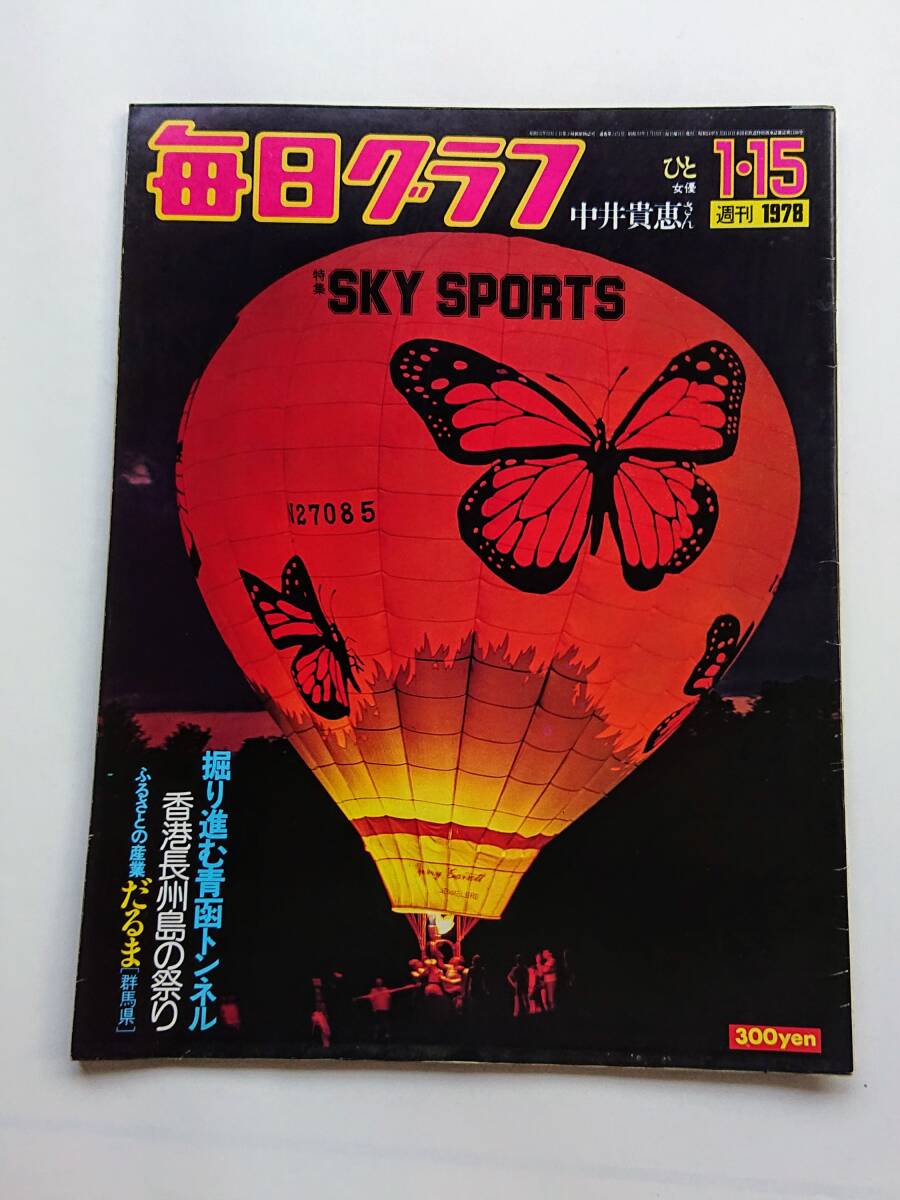 毎日グラフ
ひと
女優
中井貴恵さん
1・15
週刊 1978
特集
SKY SPORTS
N27085
掘り進む青函トンネル
香港長州島の祭り
ふるさとの産業 だるま[群馬県]
300yen